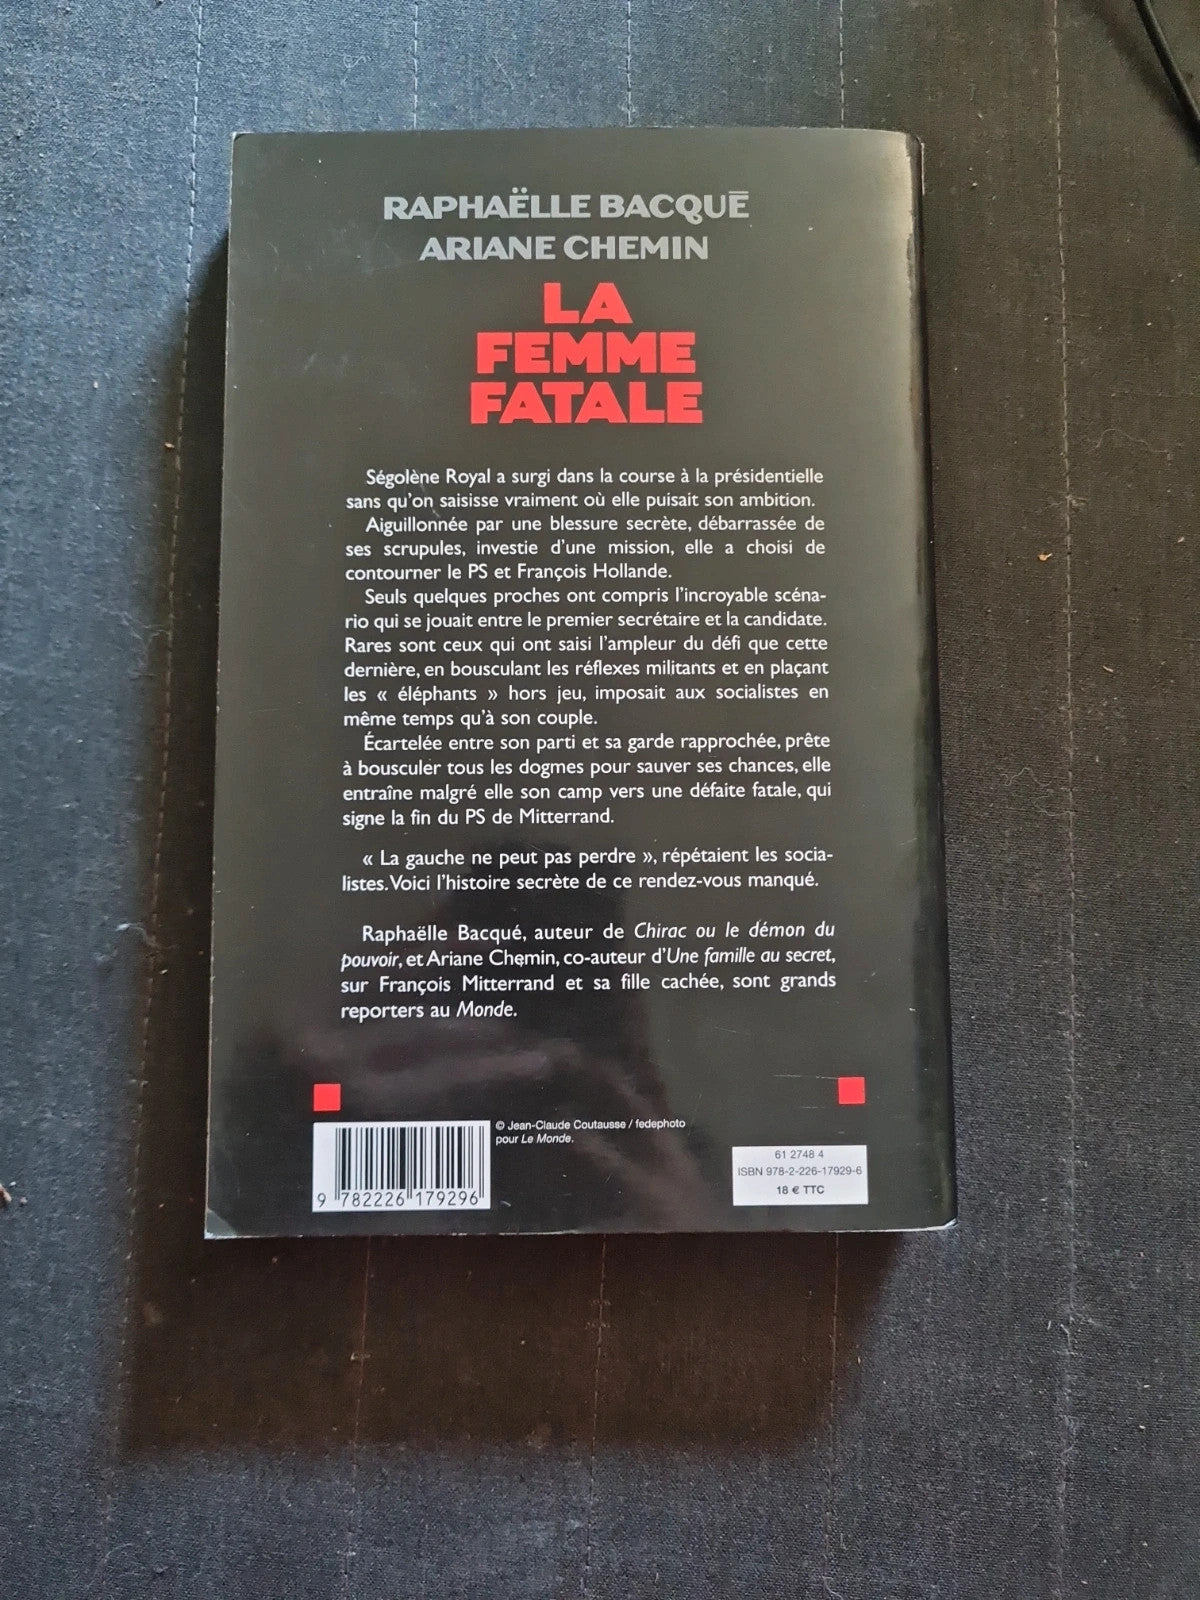 RAPHAËLLE BACQUÉ
ARIANE CHEMIN
LA
FEMME
FATALE
Ségolène Royal a surgi dans la course à la présidentielle
sans qu'on saisisse vraiment où elle puisait son ambition.
Aiguillonnée par une blessure secrète, débarrassée de
ses scrupules, investie d'une mission, elle a choisi de
contourner le PS et François Hollande.
Seuls quelques proches ont compris l'incroyable scéna-
rio qui se jouait entre le premier secrétaire et la candidate.
Rares sont ceux qui ont saisi l'ampleur du défi que cette
dernière, en bousculant les réflexes militants et en plaçant
les « éléphants » hors jeu, imposait aux socialistes en
même temps qu'à son couple.
Écartelée entre son parti et sa garde rapprochée, prête
à bousculer tous les dogmes pour sauver ses chances, elle
entraîne malgré elle son camp vers une défaite fatale, qui
signe la fin du PS de Mitterrand.
« La gauche ne peut pas perdre », répétaient les socia-
listes. Voici l'histoire secrète de ce rendez-vous manqué.
Raphaëlle Bacqué, auteur de Chirac ou le démon du
pouvoir, et Ariane Chemin, co-auteur d'Une famille au secret,
sur François Mitterrand et sa fille cachée, sont grands
reporters au Monde.
© Jean-Claude Coutausse / fedephoto
pour Le Monde.
9 782226 179296
61 2748 4
ISBN 978-2-226-17929-6
18 € TTC